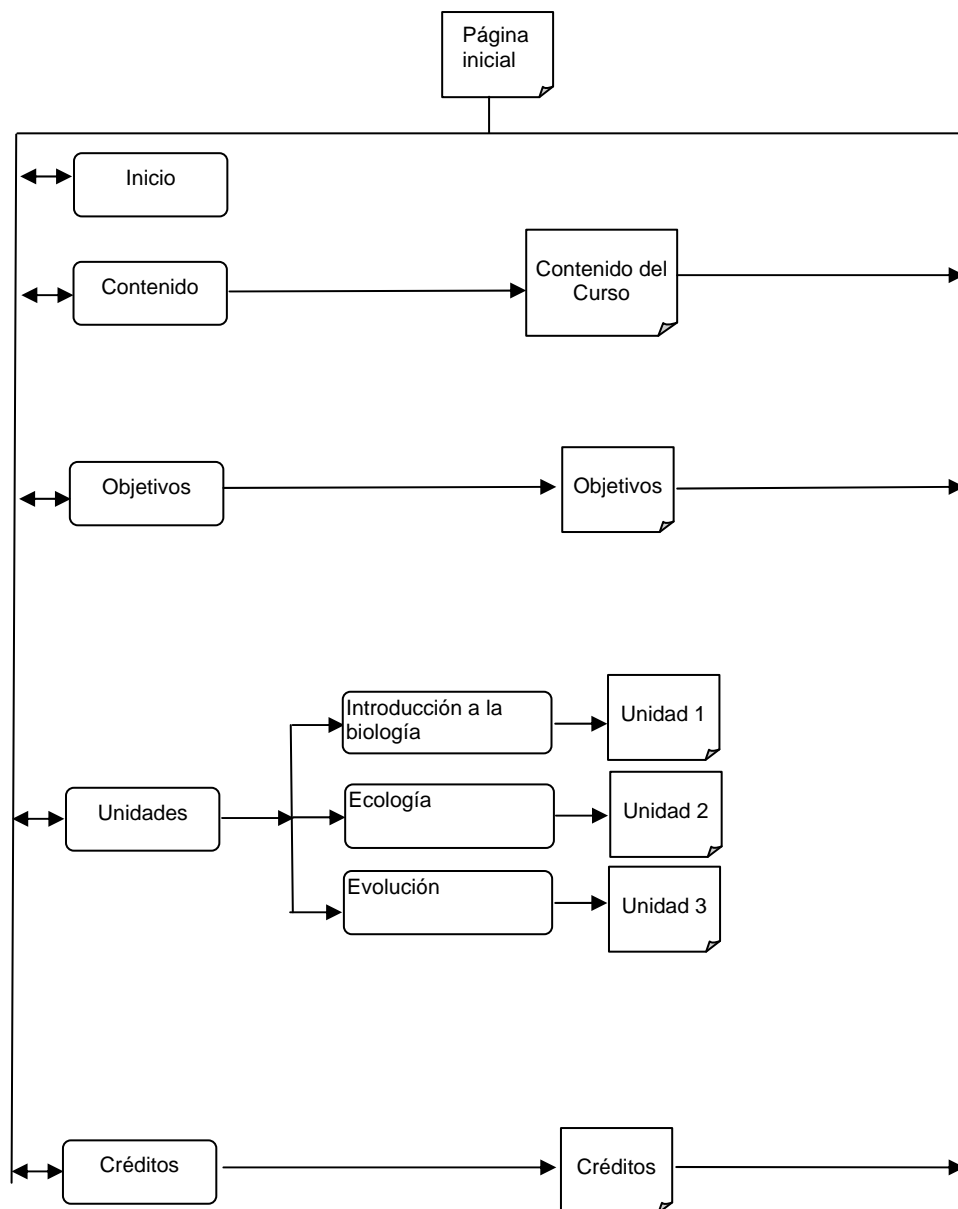 Página
inicial
Inicio
Contenido
Contenido del
Curso
Objetivos
Objetivos
Unidades
Introducción a la
biología
Unidad 1
Ecología
Unidad 2
Evolución
Unidad 3
Créditos
Créditos